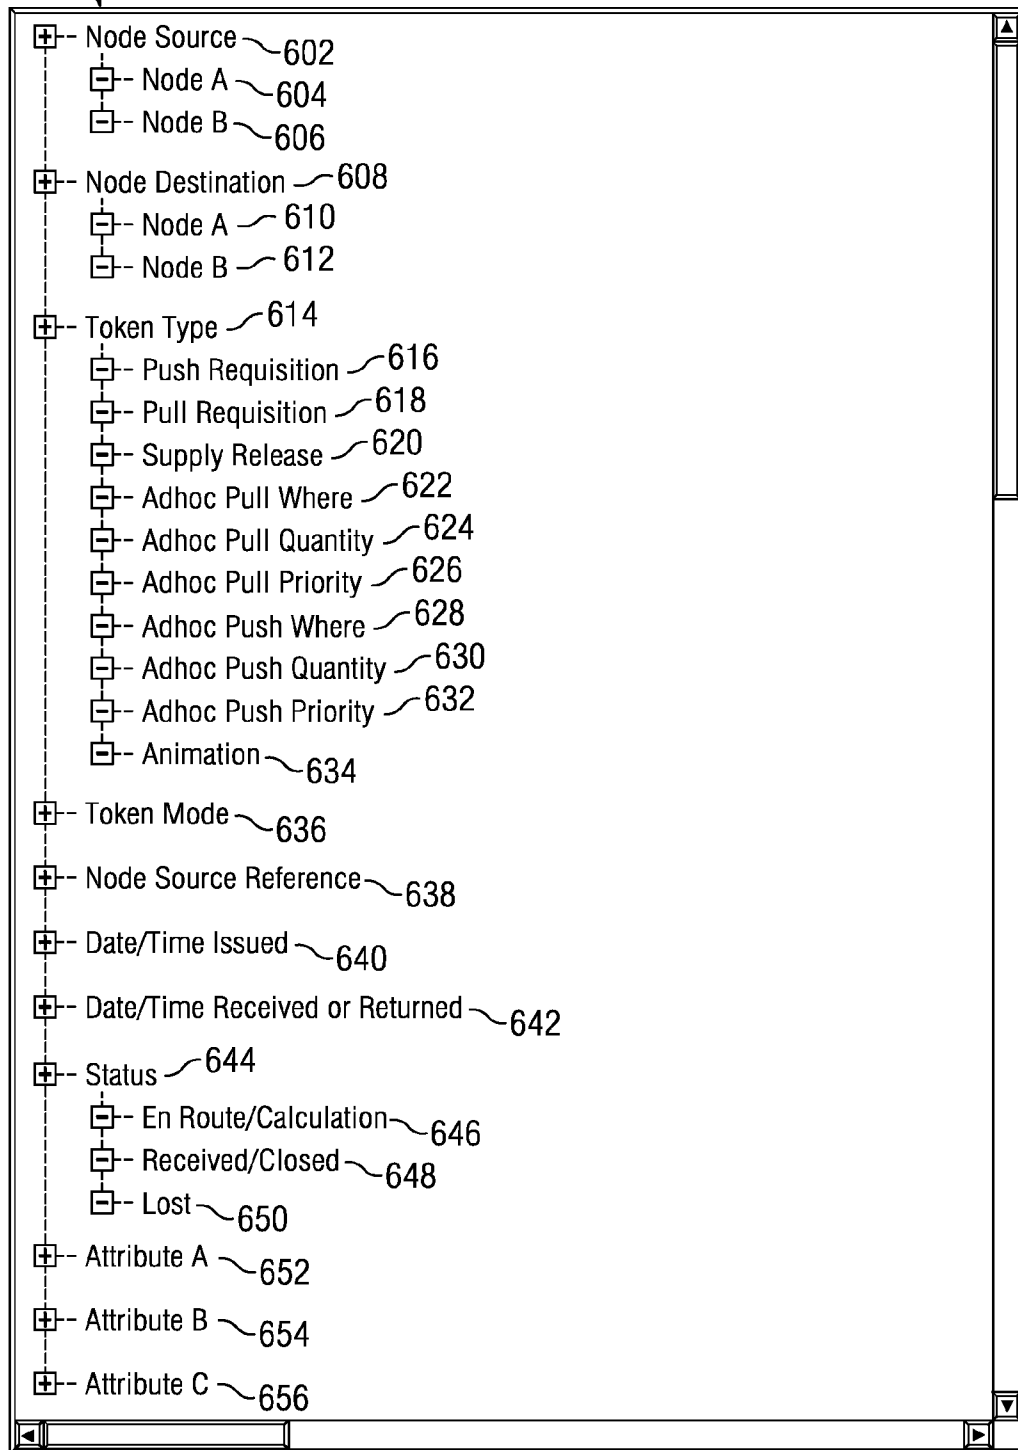 Node Source 602
Node A 604
Node B 606
Node Destination 608
Node A 610
Node B 612
Token Type 614
Push Requisition 616
Pull Requisition 618
Supply Release 620
Adhoc Pull Where 622
Adhoc Pull Quantity 624
Adhoc Pull Priority 626
Adhoc Push Where 628
Adhoc Push Quantity 630
Adhoc Push Priority 632
Animation 634
Token Mode 636
Node Source Reference 638
Date/Time Issued 640
Date/Time Received or Returned 642
Status 644
En Route/Calculation 646
Received/Closed 648
Lost 650
Attribute A 652
Attribute B 654
Attribute C 656